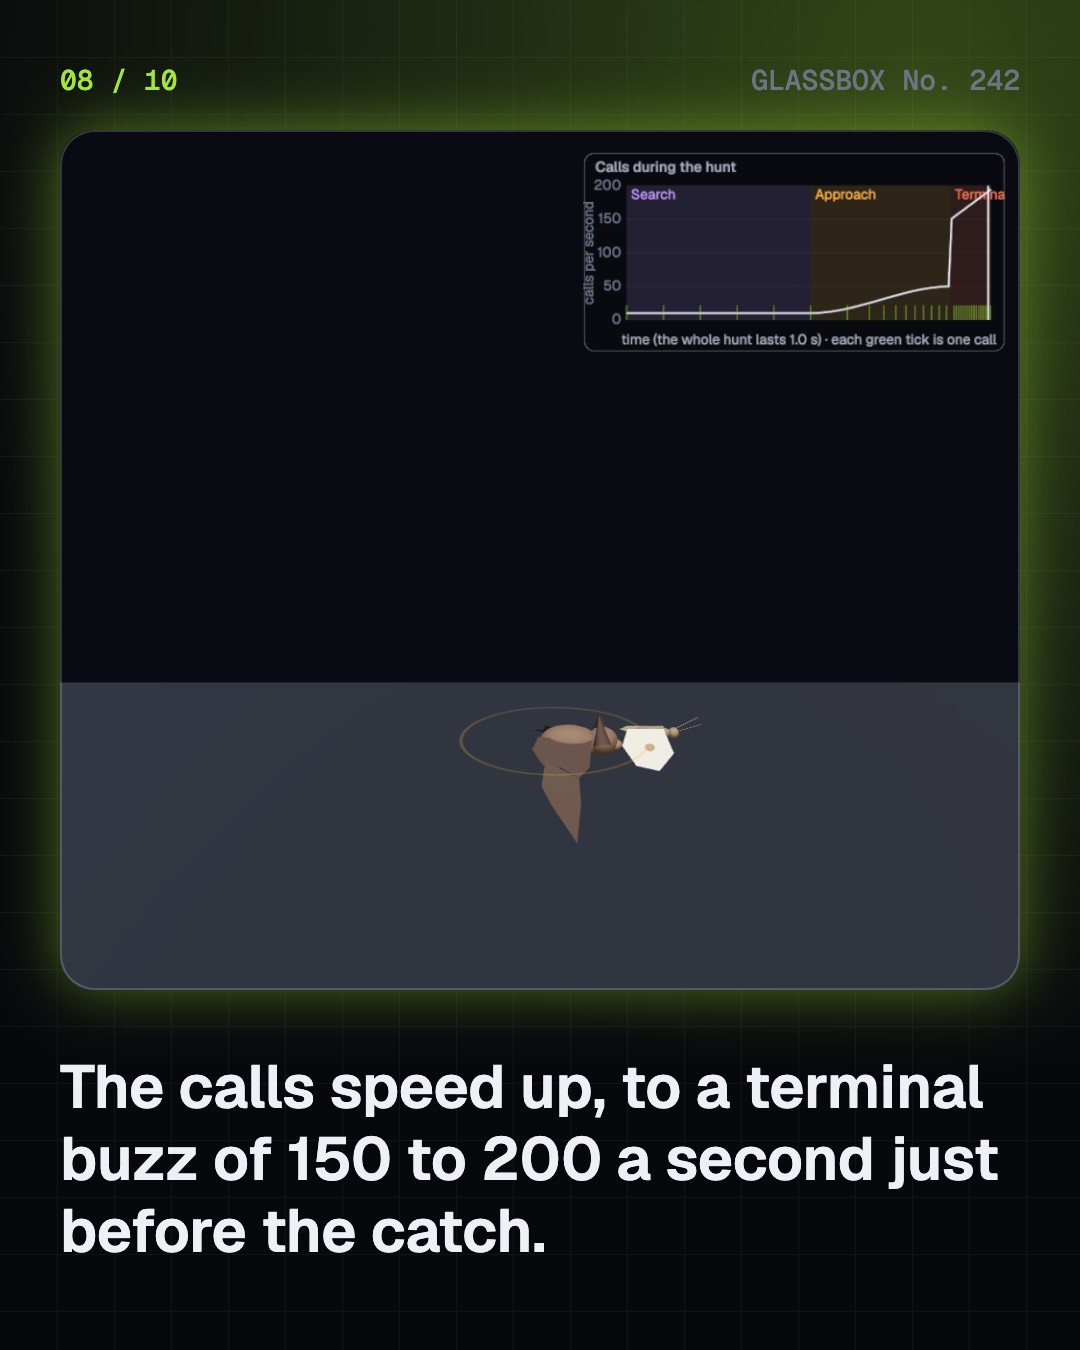 08 / 10
GLASSBOX No. 242
Calls during the hunt
200
150
100
50
0
calls per second
Search
Approach
Termina
time (the whole hunt lasts 1.0 s) · each green tick is one call
The calls speed up, to a terminal
buzz of 150 to 200 a second just
before the catch.